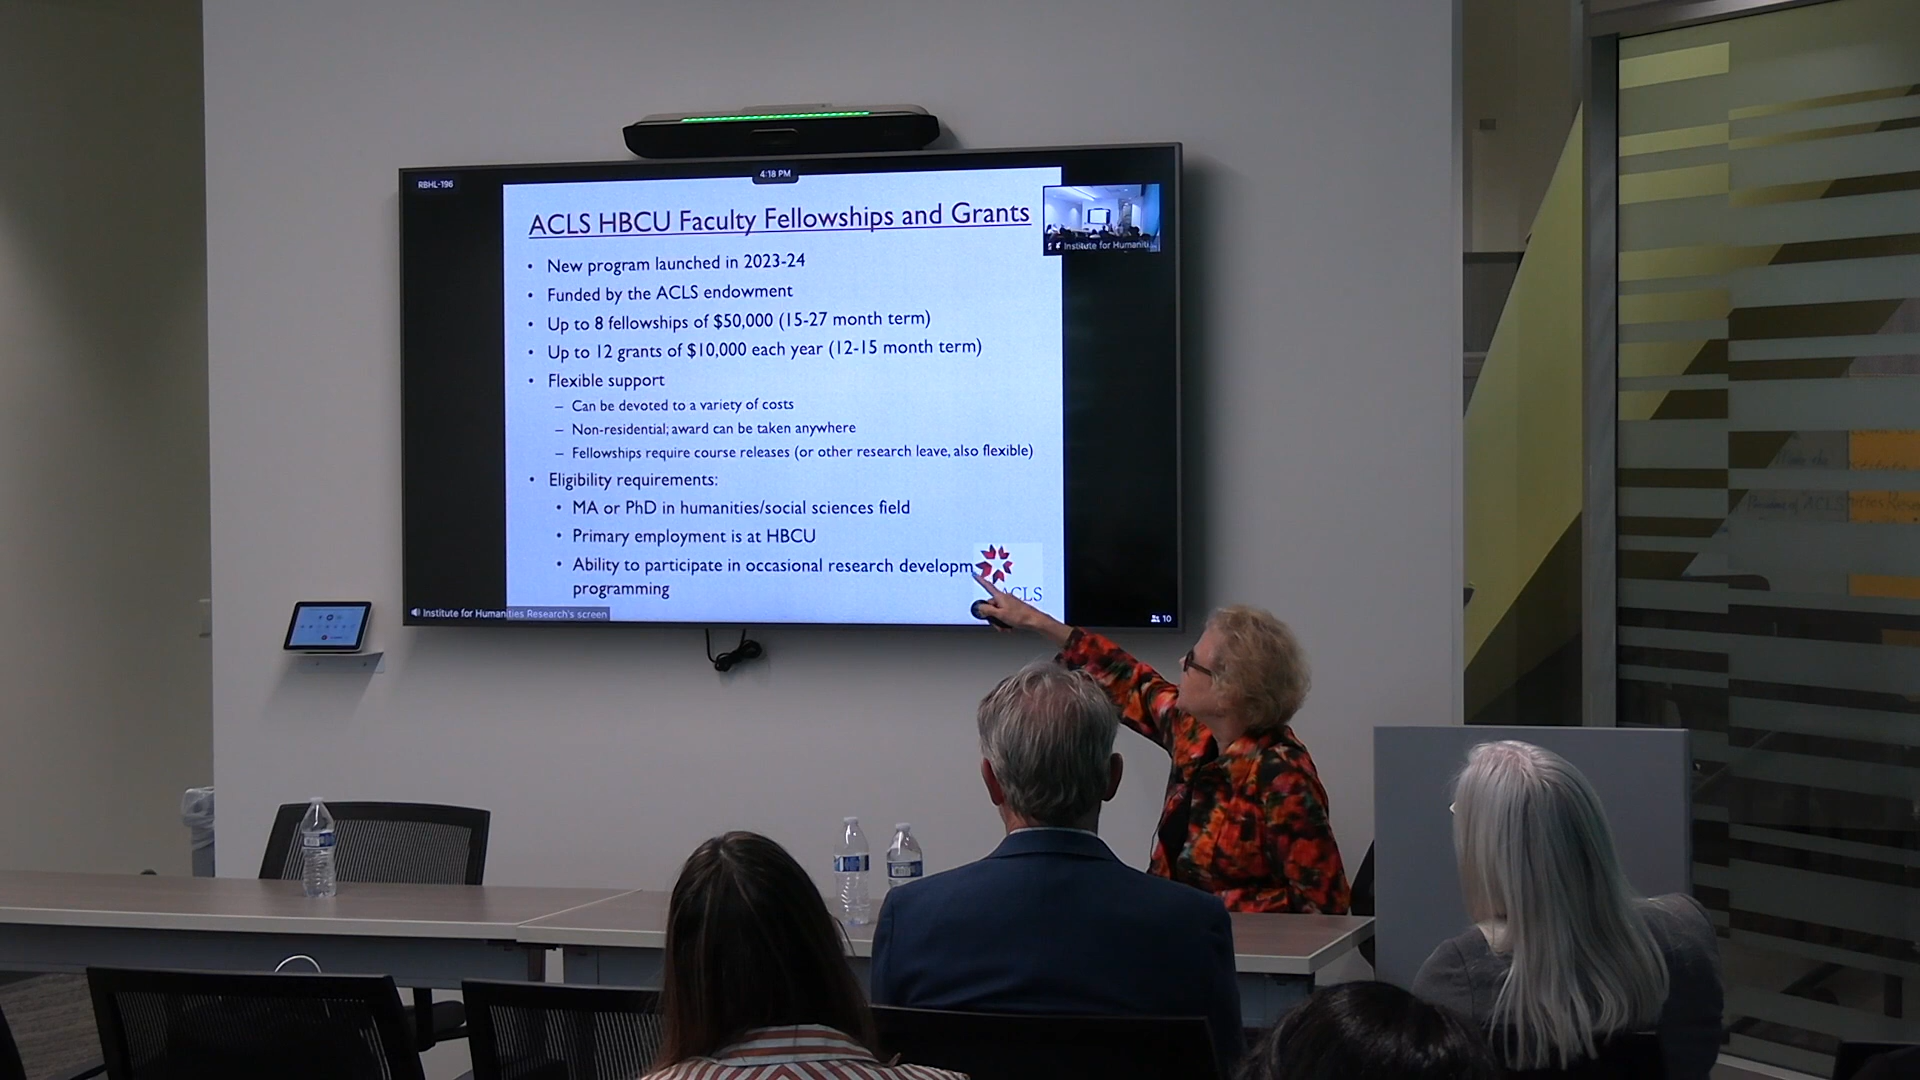 RBHL-196
4:18 PM
ACLS HBCU Faculty Fellowships and Grants
Institute for Humaniti...
• New program launched in 2023-24
• Funded by the ACLS endowment
• Up to 8 fellowships of $50,000 (15-27 month term)
• Up to 12 grants of $10,000 each year (12-15 month term)
• Flexible support
– Can be devoted to a variety of costs
– Non-residential; award can be taken anywhere
– Fellowships require course releases (or other research leave, also flexible)
• Eligibility requirements:
• MA or PhD in humanities/social sciences field
• Primary employment is at HBCU
• Ability to participate in occasional research developm
programming
ACLS
Institute for Humanities Research's screen
10